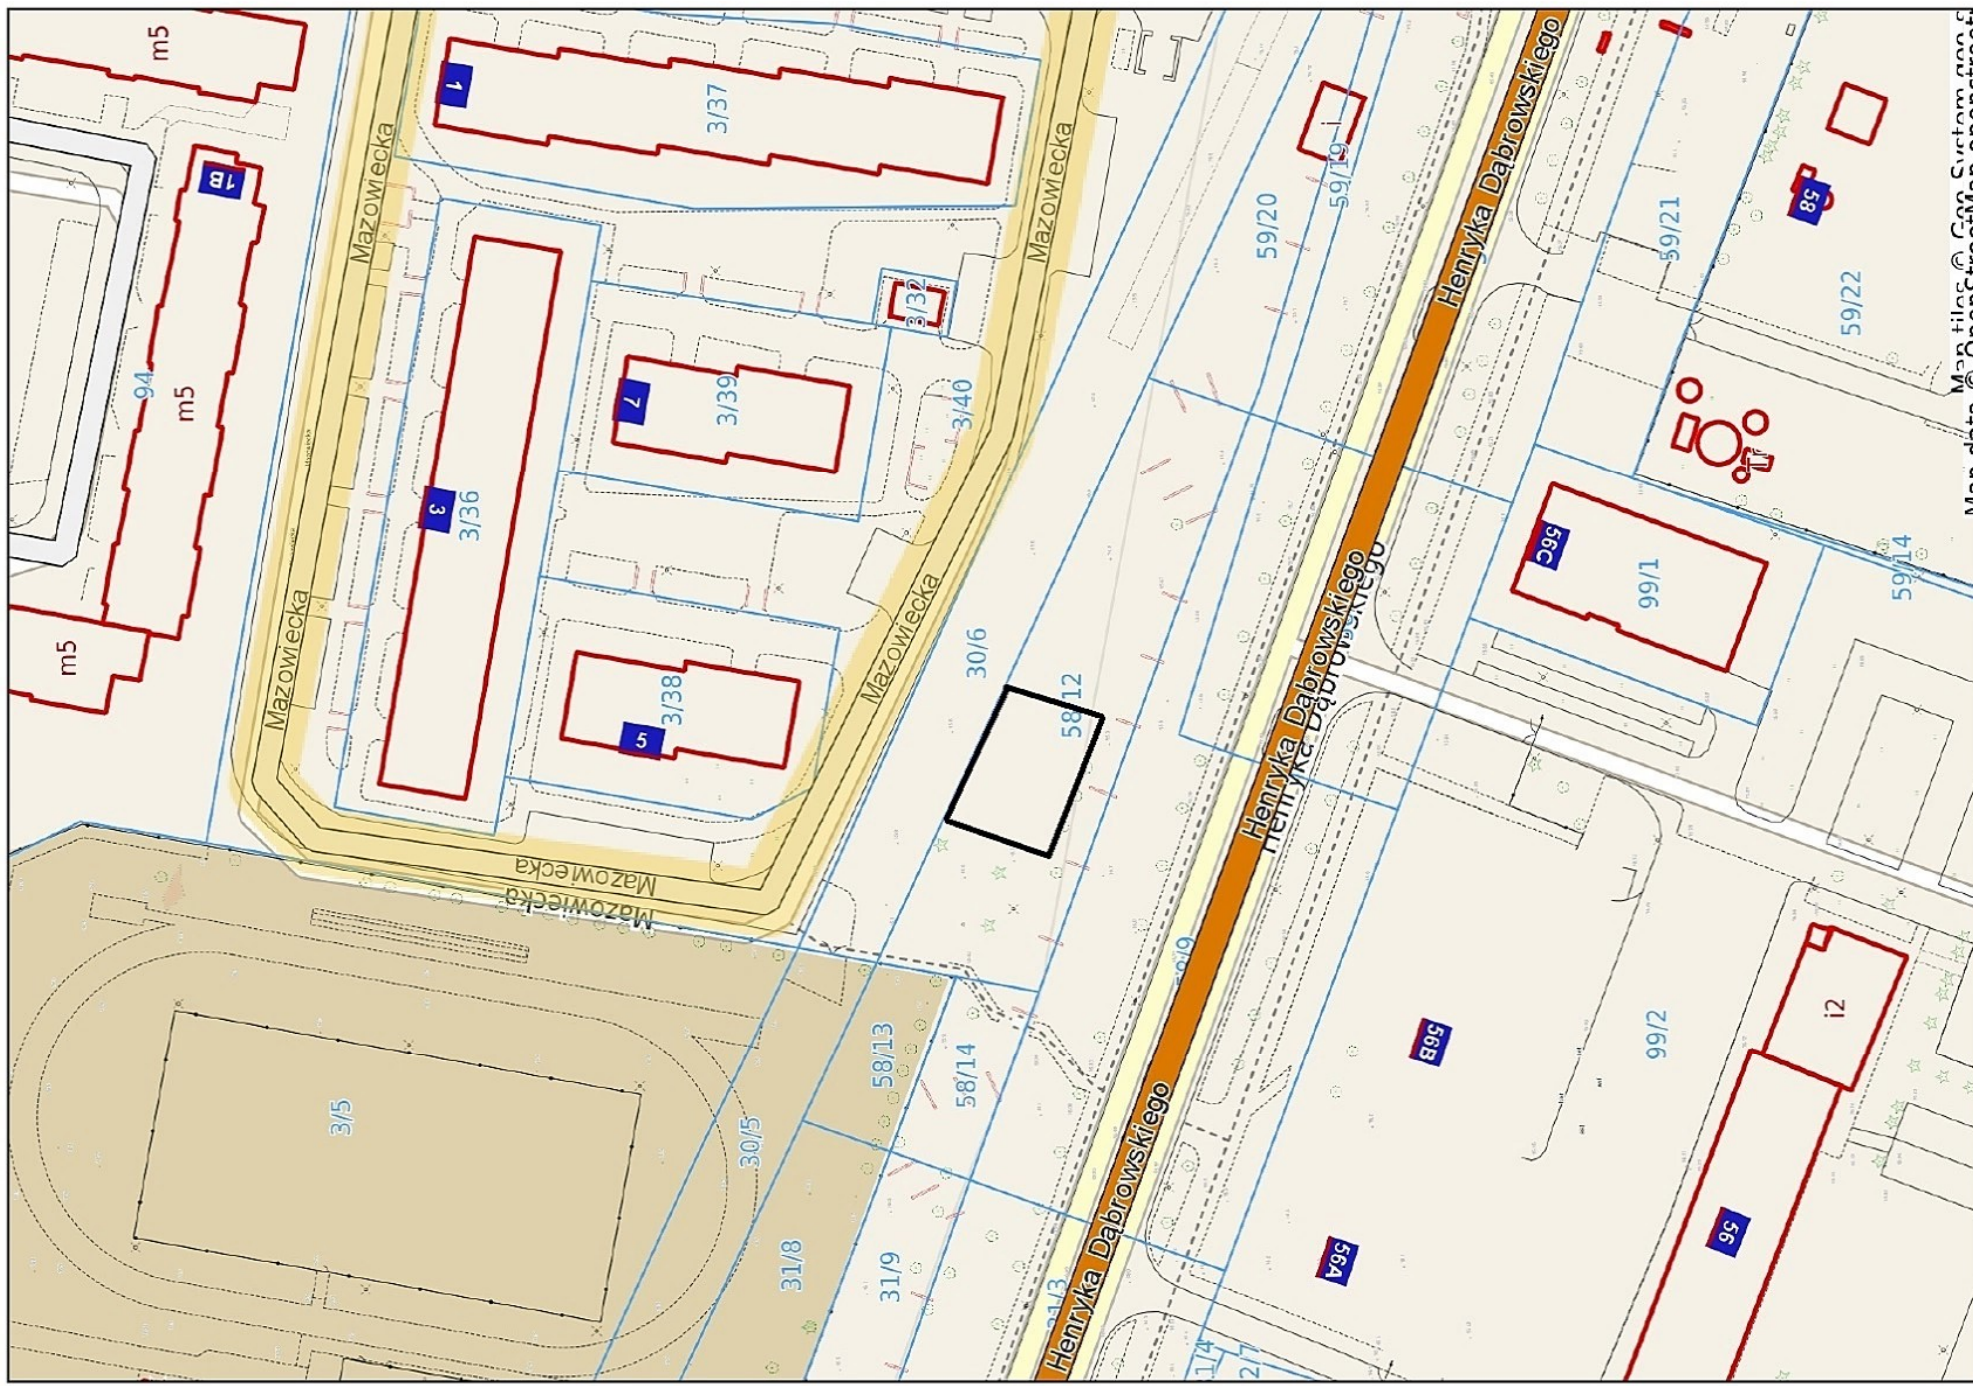 m5
1
3/37
Mazowiecka
Mazowiecka
Henryka Dąbrowskiego
59/19
i
59/20
59/21
58
59/22
1B
94
m5
3
3/36
7
3/39
3/32
3/40
Henryka Dąbrowskiego
Henryka Dąbrowskiego
Tr
56C
99/1
59/14
m5
Mazowiecka
Mazowiecka
30/6
58/12
5
3/38
Mazowiecka
Mazowiecka
3/5
30/5
58/13
58/14
31/8
31/9
Henryka Dąbrowskiego
56B
99/2
i2
56
56A